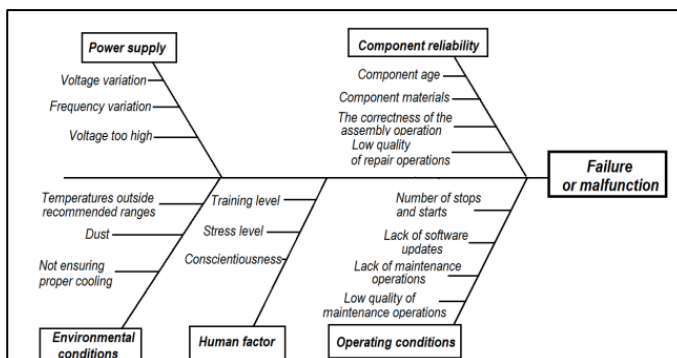 Power supply
Voltage variation
Frequency variation
Voltage too high
Component reliability
Component age
Component materials
The correctness of the
assembly operation
Low quality
of repair operations
Failure
or malfunction
Temperatures outside
recommended ranges
Dust
Not ensuring
proper cooling
Environmental
conditions
Training level
Stress level
Conscientiousness
Human factor
Number of stops
and starts
Lack of software
updates
Lack of maintenance
operations
Low quality of
maintenance operations
Operating conditions